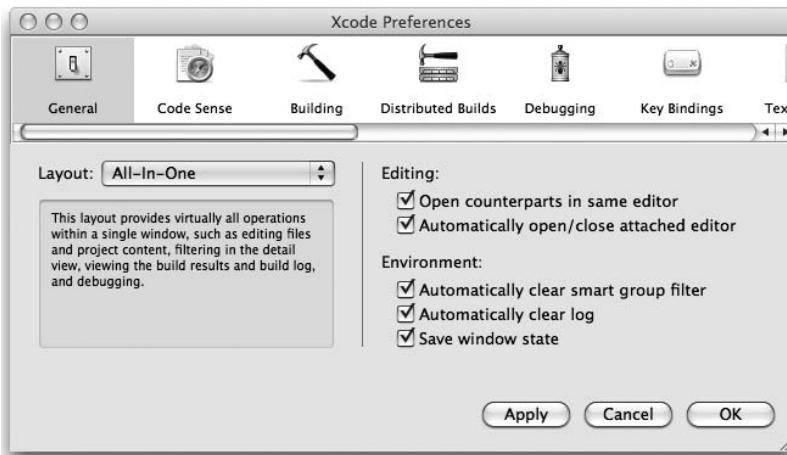 Xcode Preferences
General Code Sense Building Distributed Builds Debugging Key Bindings Tex
Layout: All-In-One
This layout provides virtually all operations
within a single window, such as editing files
and project content, filtering in the detail
view, viewing the build results and build log,
and debugging.
Editing:
Open counterparts in same editor
Automatically open/close attached editor
Environment:
Automatically clear smart group filter
Automatically clear log
Save window state
Apply Cancel OK